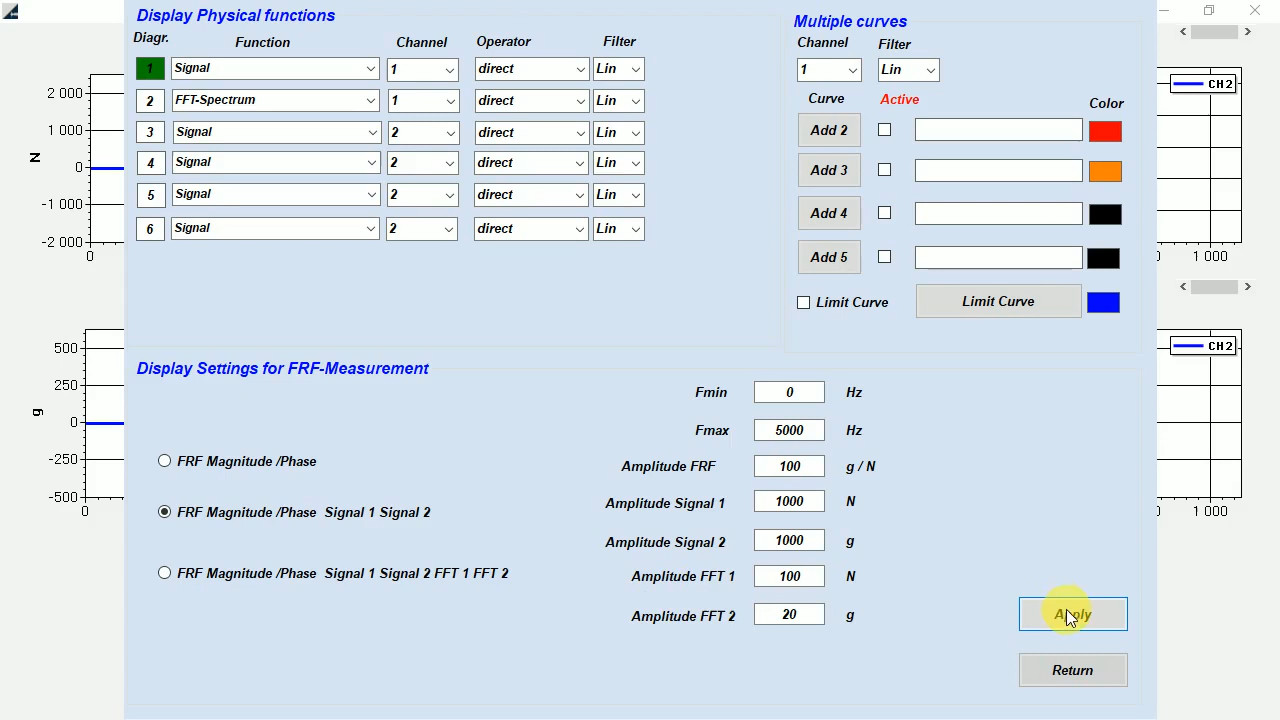 Display Physical functions
Diagr. Function Channel Operator Filter
1 Signal 1 direct Lin
2 FFT-Spectrum 1 direct Lin
3 Signal 2 direct Lin
4 Signal 2 direct Lin
5 Signal 2 direct Lin
6 Signal 2 direct Lin
Multiple curves
Channel Filter
1 Lin
Curve Active Color
Add 2
Add 3
Add 4
Add 5
Limit Curve Limit Curve
Display Settings for FRF-Measurement
FRF Magnitude /Phase
FRF Magnitude /Phase Signal 1 Signal 2
FRF Magnitude /Phase Signal 1 Signal 2 FFT 1 FFT 2
Fmin 0 Hz
Fmax 5000 Hz
Amplitude FRF 100 g / N
Amplitude Signal 1 1000 N
Amplitude Signal 2 1000 g
Amplitude FFT 1 100 N
Amplitude FFT 2 20 g
Apply
Return
N
2 000
1 000
0
-1 000
-2 000
0
g
500
250
0
-250
-500
0
CH2
1 000
CH2
1 000